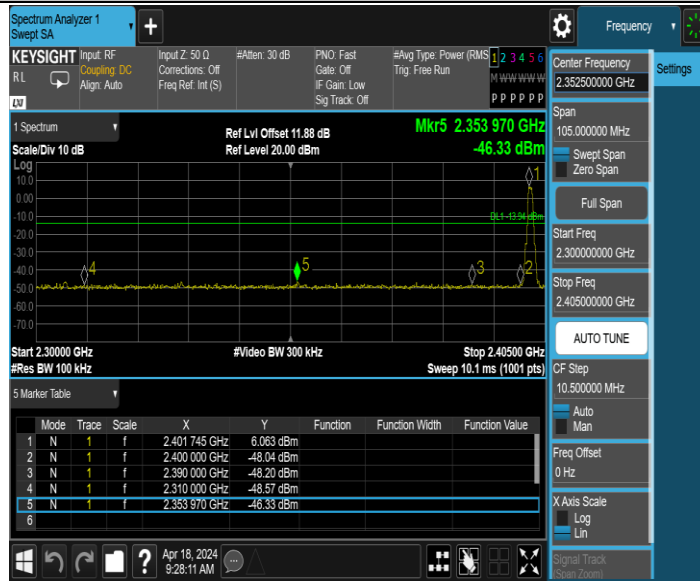 Spectrum Analyzer 1
Swept SA
+
Frequency
KEYSIGHT
RL
LXI
Input: RF
Coupling: DC
Align: Auto
Input Z: 50 Ω
Corrections: Off
Freq Ref: Int (S)
#Atten: 30 dB
PNO: Fast
Gate: Off
IF Gain: Low
Sig Track: Off
#Avg Type: Power (RMS
Trig: Free Run
1 2 3 4 5 6
M W W W W W
P P P P P P
Center Frequency
2.352500000 GHz
Settings
Span
105.000000 MHz
Swept Span
Zero Span
Full Span
Start Freq
2.300000000 GHz
Stop Freq
2.405000000 GHz
AUTO TUNE
CF Step
10.500000 MHz
Auto
Man
Freq Offset
0 Hz
X Axis Scale
Log
Lin
Signal Track
(Span Zoom)
1 Spectrum
Scale/Div 10 dB
Ref Lvl Offset 11.88 dB
Ref Level 20.00 dBm
Mkr5 2.353 970 GHz
-46.33 dBm
Log
10.0
0.00
-10.0
-20.0
-30.0
-40.0
-50.0
-60.0
-70.0
1
DL1 -13.94 dBm
4
5
3
2
Start 2.30000 GHz
#Res BW 100 kHz
#Video BW 300 kHz
Stop 2.40500 GHz
Sweep 10.1 ms (1001 pts)
5 Marker Table
Mode Trace Scale X Y Function Function Width Function Value
1 N 1 f 2.401 745 GHz 6.063 dBm
2 N 1 f 2.400 000 GHz -48.04 dBm
3 N 1 f 2.390 000 GHz -48.20 dBm
4 N 1 f 2.310 000 GHz -48.57 dBm
5 N 1 f 2.353 970 GHz -46.33 dBm
6
?
Apr 18, 2024
9:28:11 AM